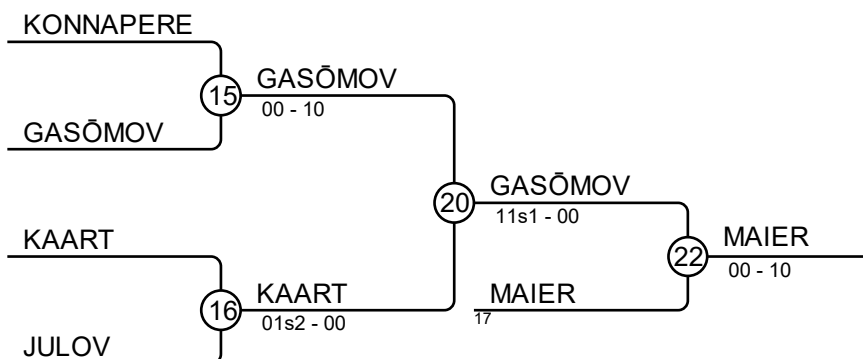 KONNAPERE
15
GASŌMOV
00 - 10
GASŌMOV
20
GASŌMOV
11s1 - 00
KAART
22
MAIER
00 - 10
16
KAART
01s2 - 00
MAIER
17
JULOV